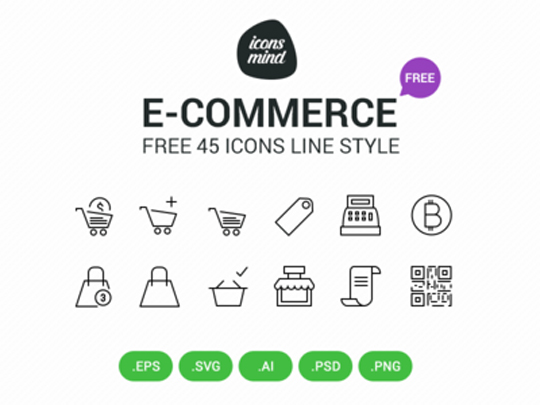 icons
mind
FREE
E-COMMERCE
FREE 45 ICONS LINE STYLE
3
.EPS .SVG .AI .PSD .PNG